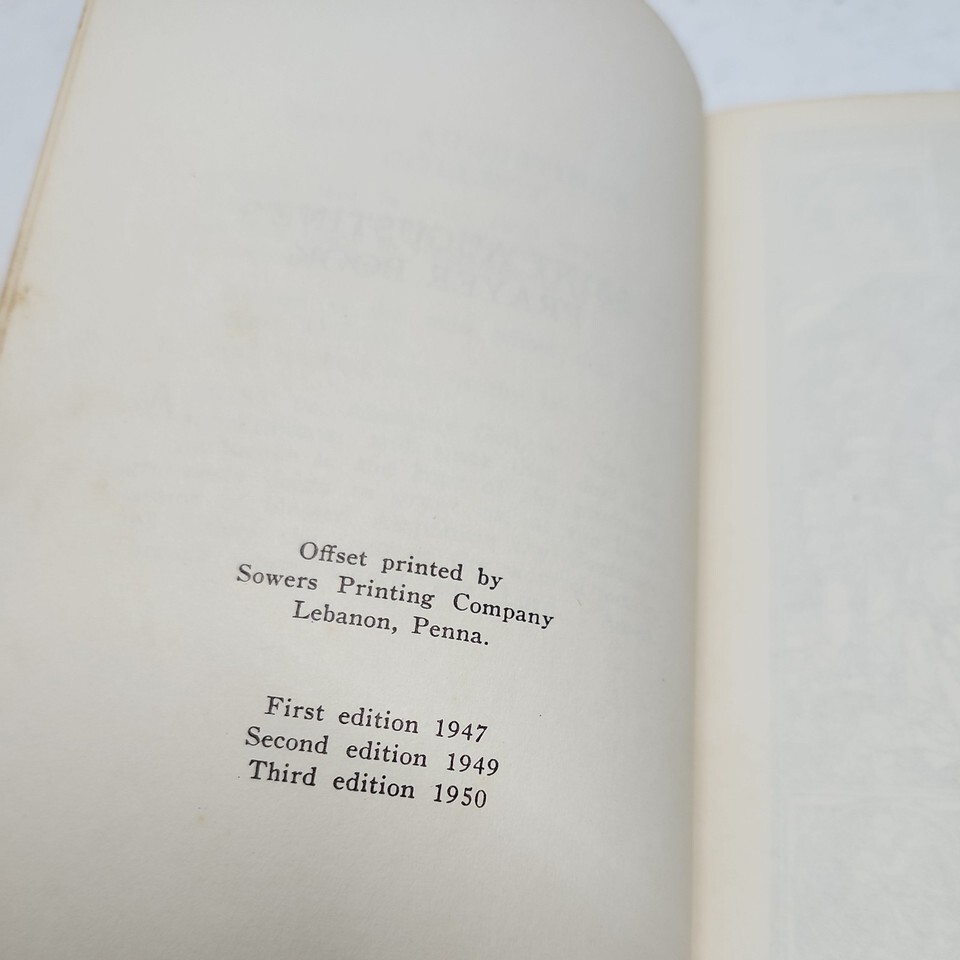 Offset printed by
Sowers Printing Company
Lebanon, Penna.
First edition 1947
Second edition 1949
Third edition 1950